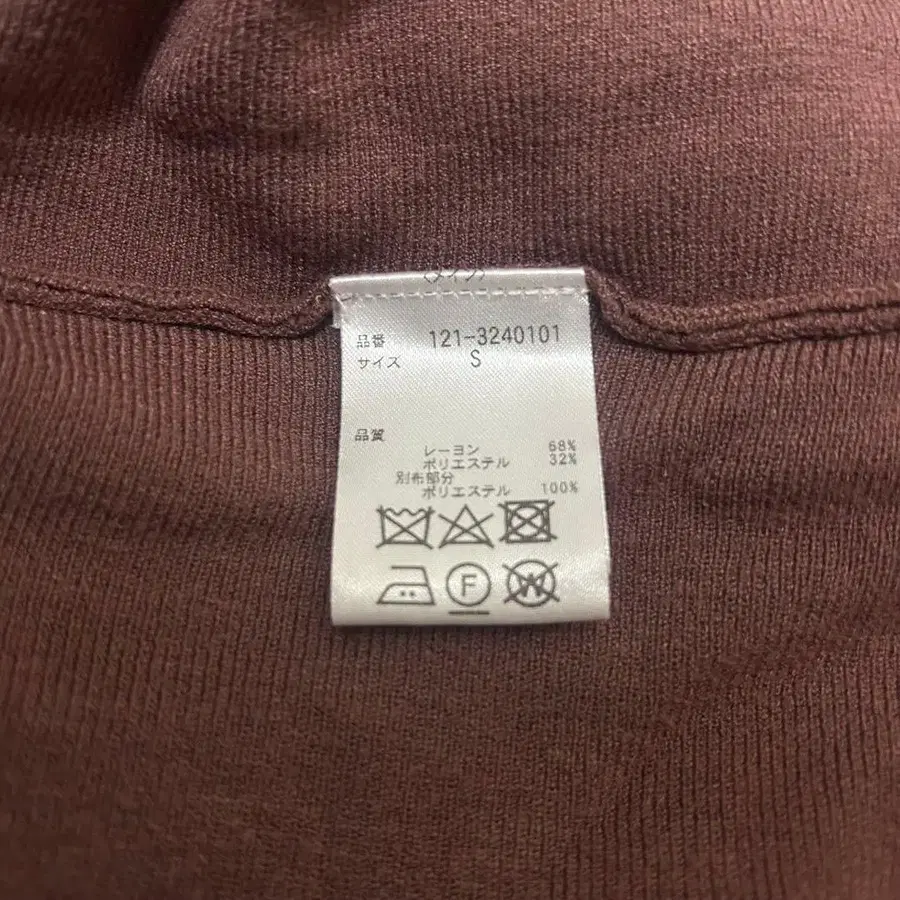 品番 121-3240101
サイズ S
品質
レーヨン 68%
ポリエステル 32%
別布部分
ポリエステル 100%
F
W